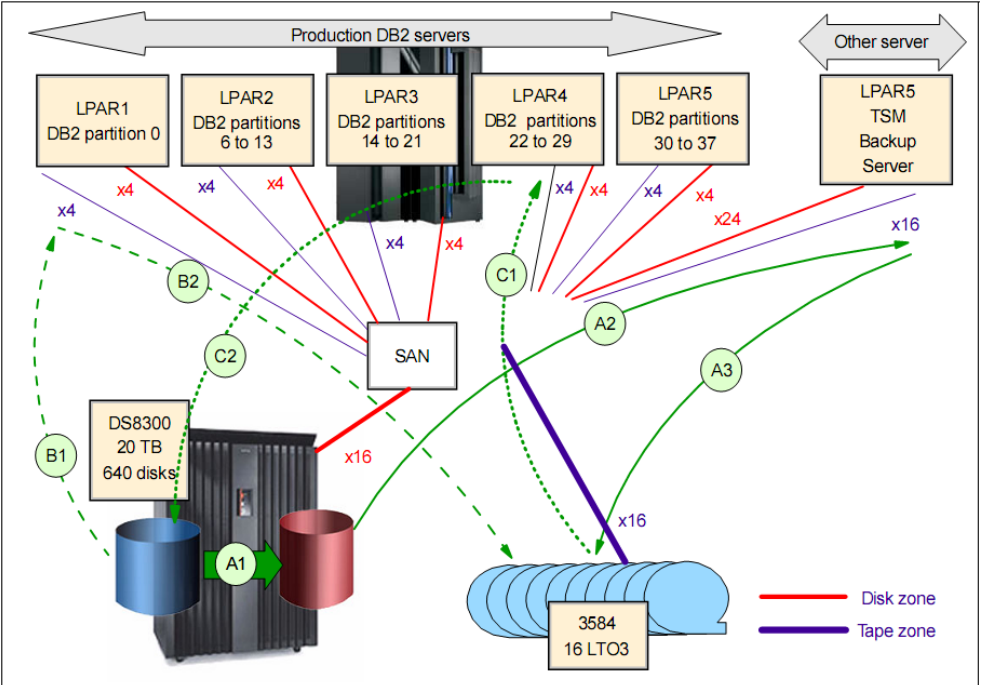 Production DB2 servers
Other server
LPAR1
DB2 partition 0
LPAR2
DB2 partitions
6 to 13
LPAR3
DB2 partitions
14 to 21
LPAR4
DB2 partitions
22 to 29
LPAR5
DB2 partitions
30 to 37
LPAR5
TSM
Backup
Server
x4
x4
x4
x4
x4
x4
x4
x4
x4
x4
x24
x16
B2
C1
A2
C2
SAN
A3
DS8300
20 TB
640 disks
B1
x16
x16
A1
3584
16 LTO3
Disk zone
Tape zone